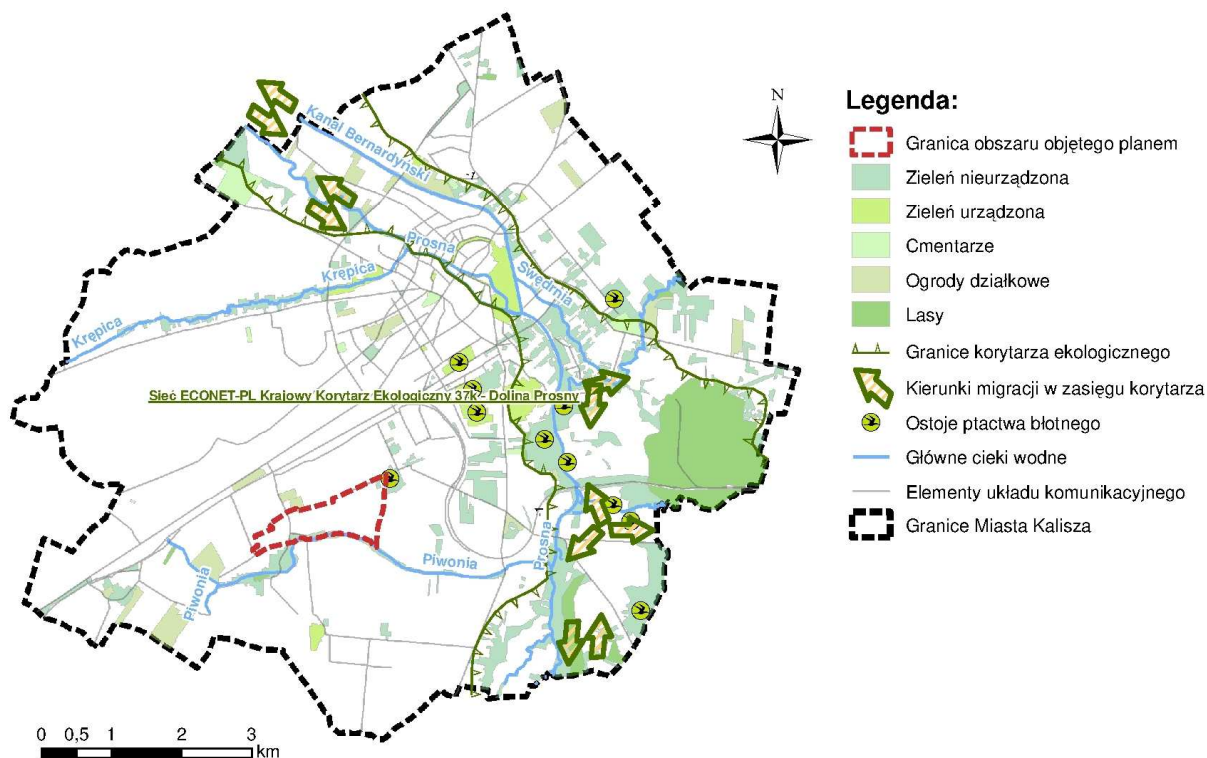 Kanał Bernardyński
Prosna
Swędrnia
Krępica
Krępica
Sieć ECONET-PL Krajowy Korytarz Ekologiczny 37k - Dolina Prosny
Prosna
Piwonia
Piwonia
-1
-1
0 0,5 1 2 3
km
N
Legenda:
Granica obszaru objętego planem
Zieleń nieurządzona
Zieleń urządzona
Cmentarze
Ogrody działkowe
Lasy
Granice korytarza ekologicznego
Kierunki migracji w zasięgu korytarza
Ostoje ptactwa błotnego
Główne cieki wodne
Elementy układu komunikacyjnego
Granice Miasta Kalisza